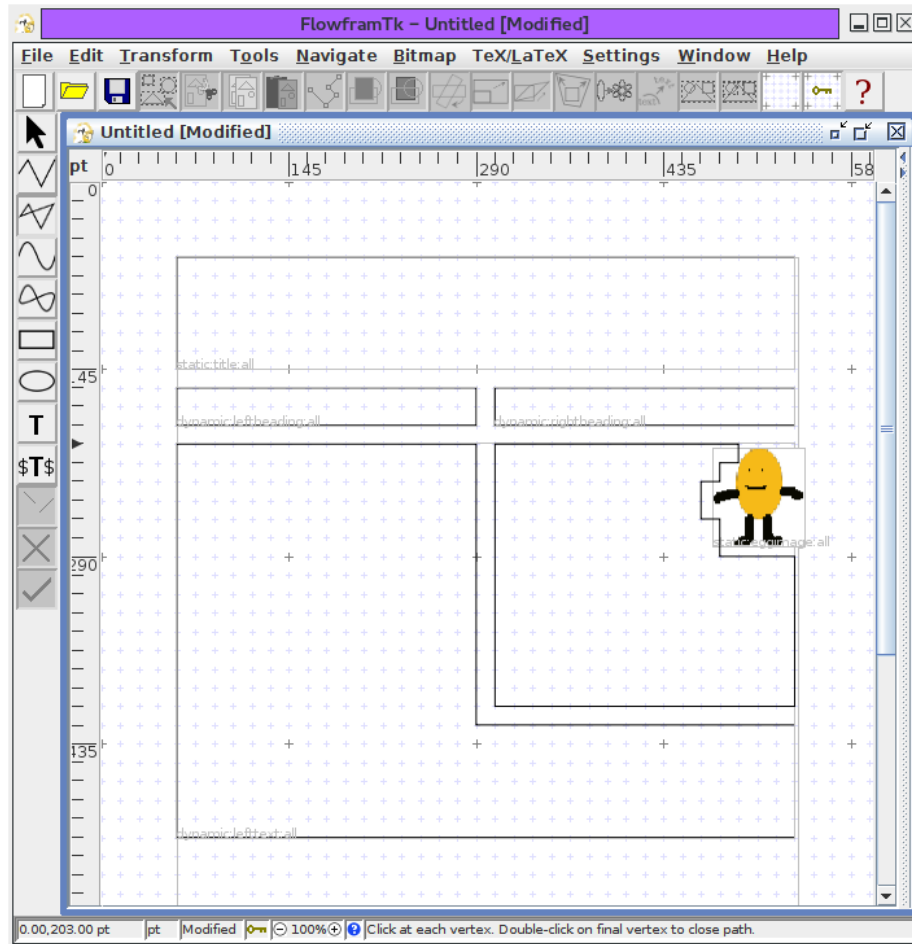 FlowframTk – Untitled [Modified]
File Edit Transform Tools Navigate Bitmap TeX/LaTeX Settings Window Help
Untitled [Modified]
pt 0 145 290 435 58
0
static:title:all
145
dynamic:leftheading:all dynamic:rightheading:all
T
$T$
static:eggimage:all
290
435
dynamic:lefttext:all
0.00,203.00 pt pt Modified 100% Click at each vertex. Double-click on final vertex to close path.